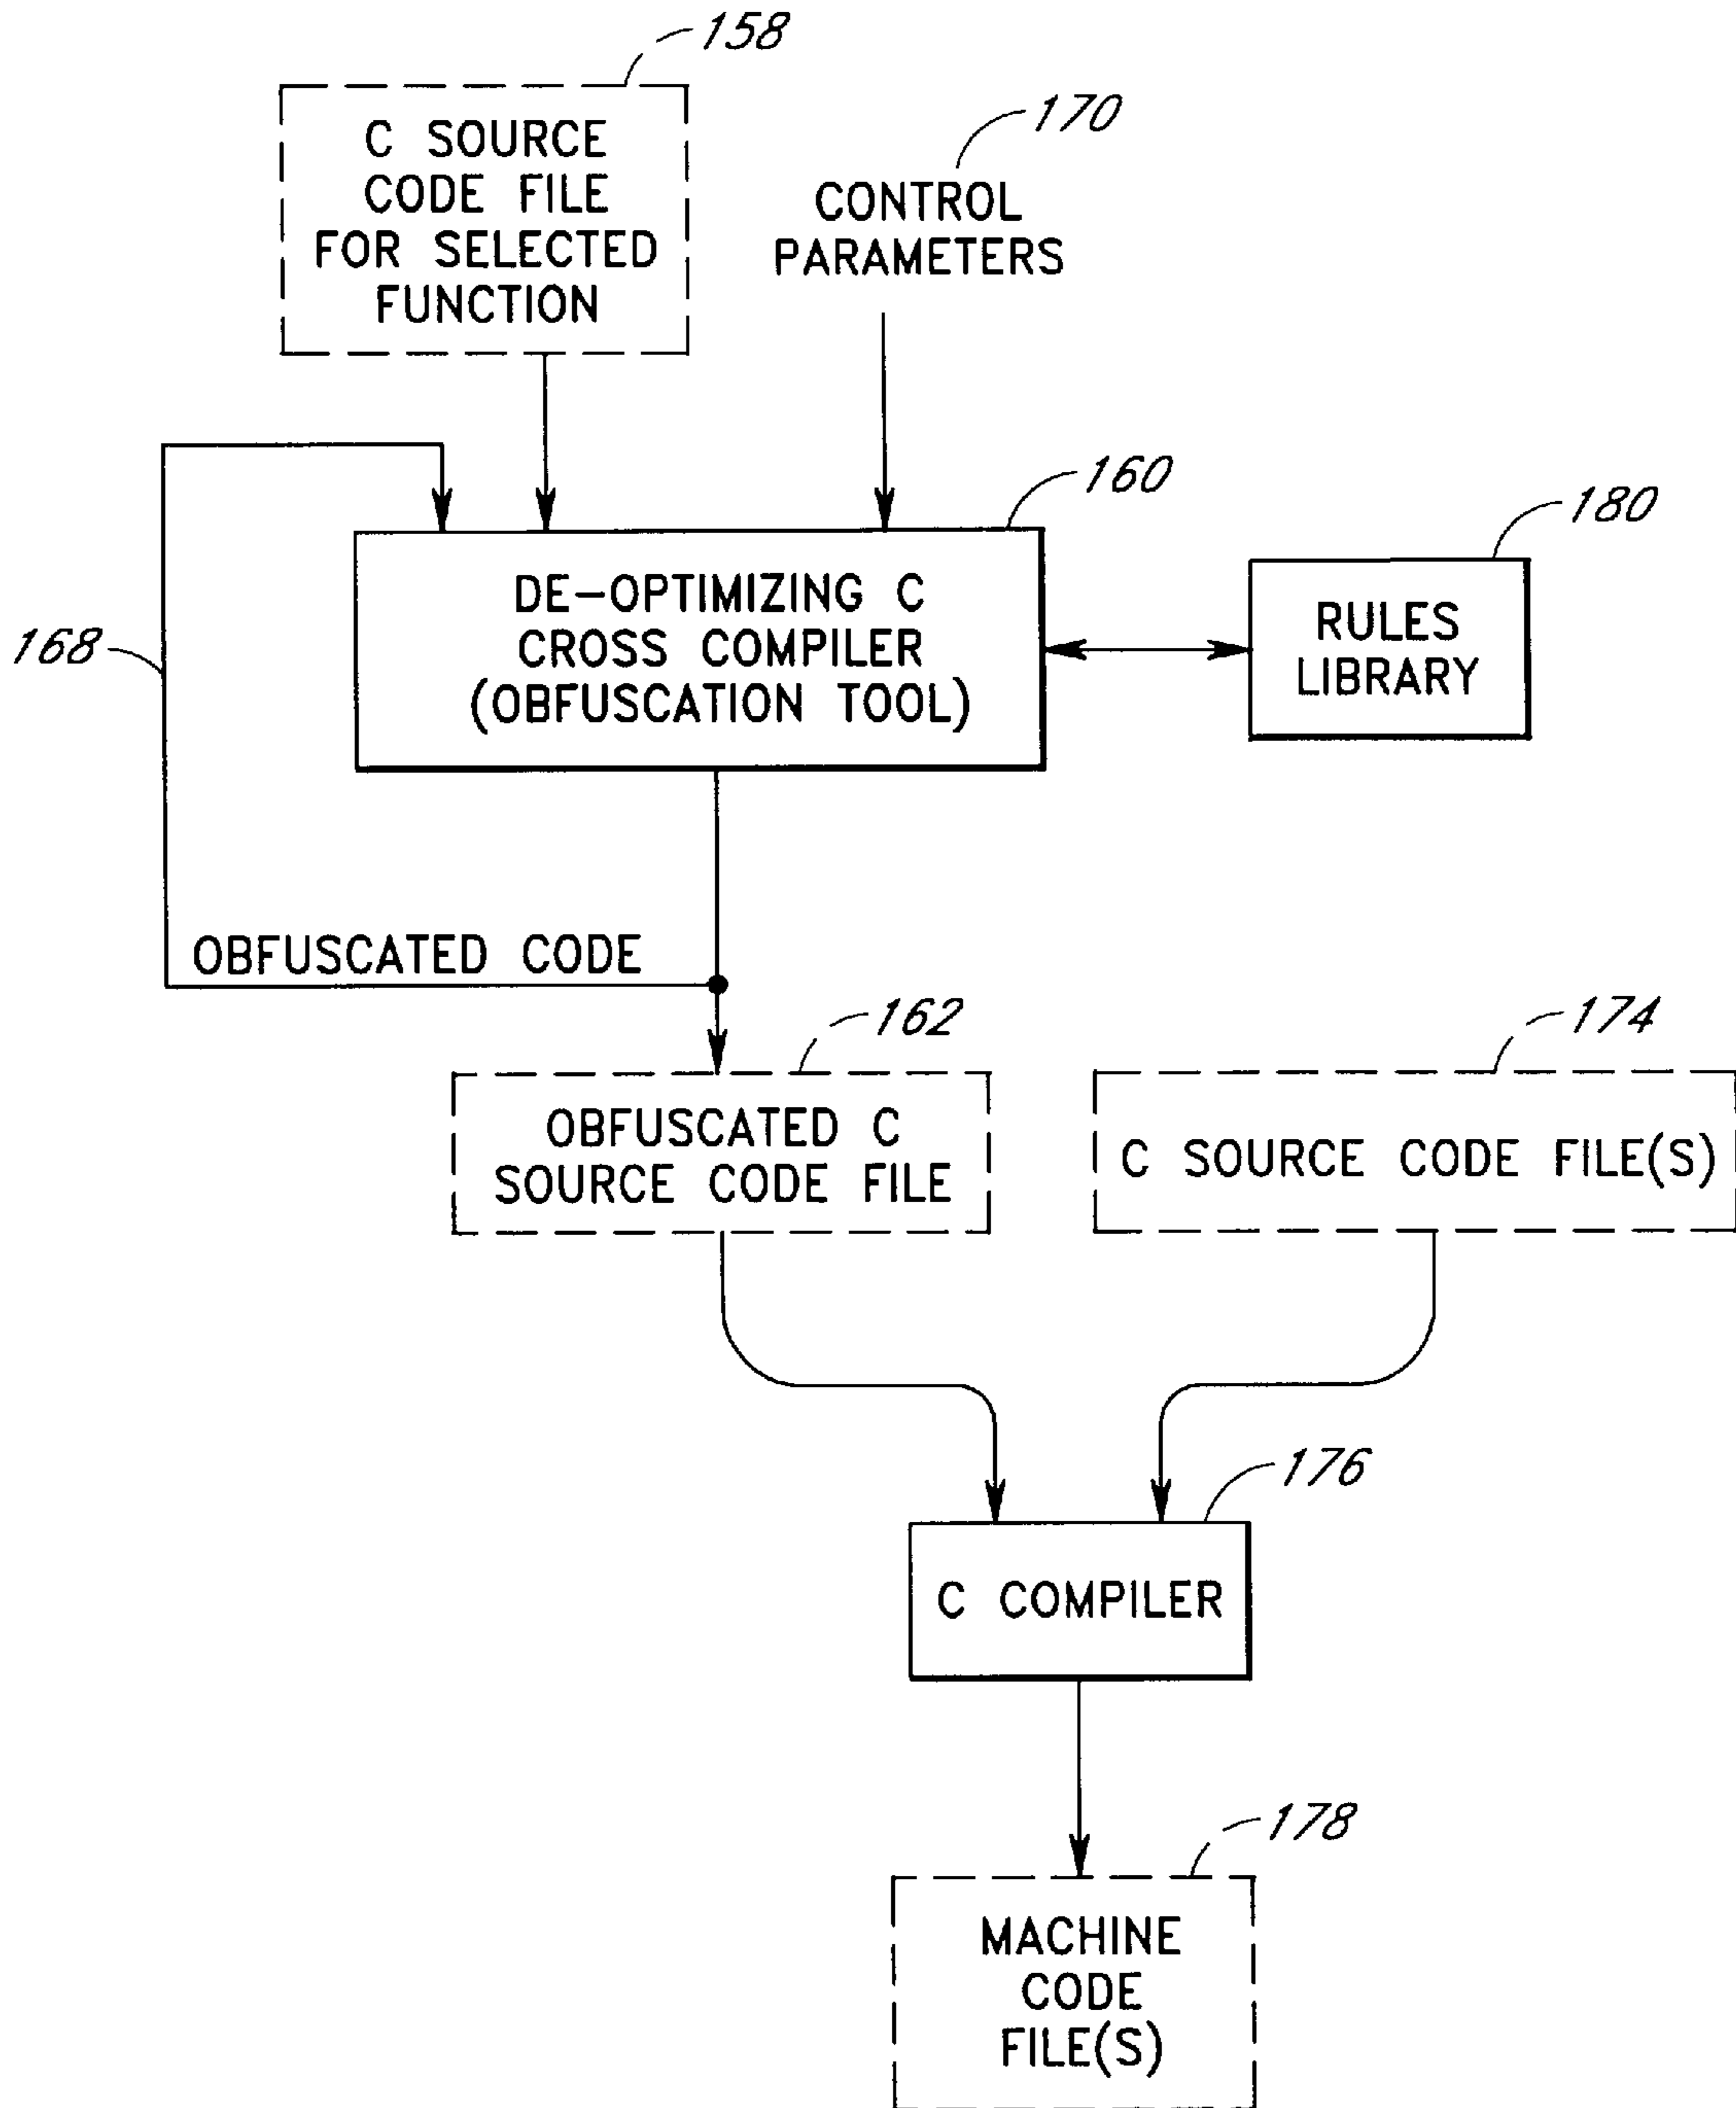 158
C SOURCE
CODE FILE
FOR SELECTED
FUNCTION
170
CONTROL
PARAMETERS
160
DE-OPTIMIZING C
CROSS COMPILER
(OBFUSCATION TOOL)
180
RULES
LIBRARY
168
OBFUSCATED CODE
162
OBFUSCATED C
SOURCE CODE FILE
174
C SOURCE CODE FILE(S)
176
C COMPILER
178
MACHINE
CODE
FILE(S)